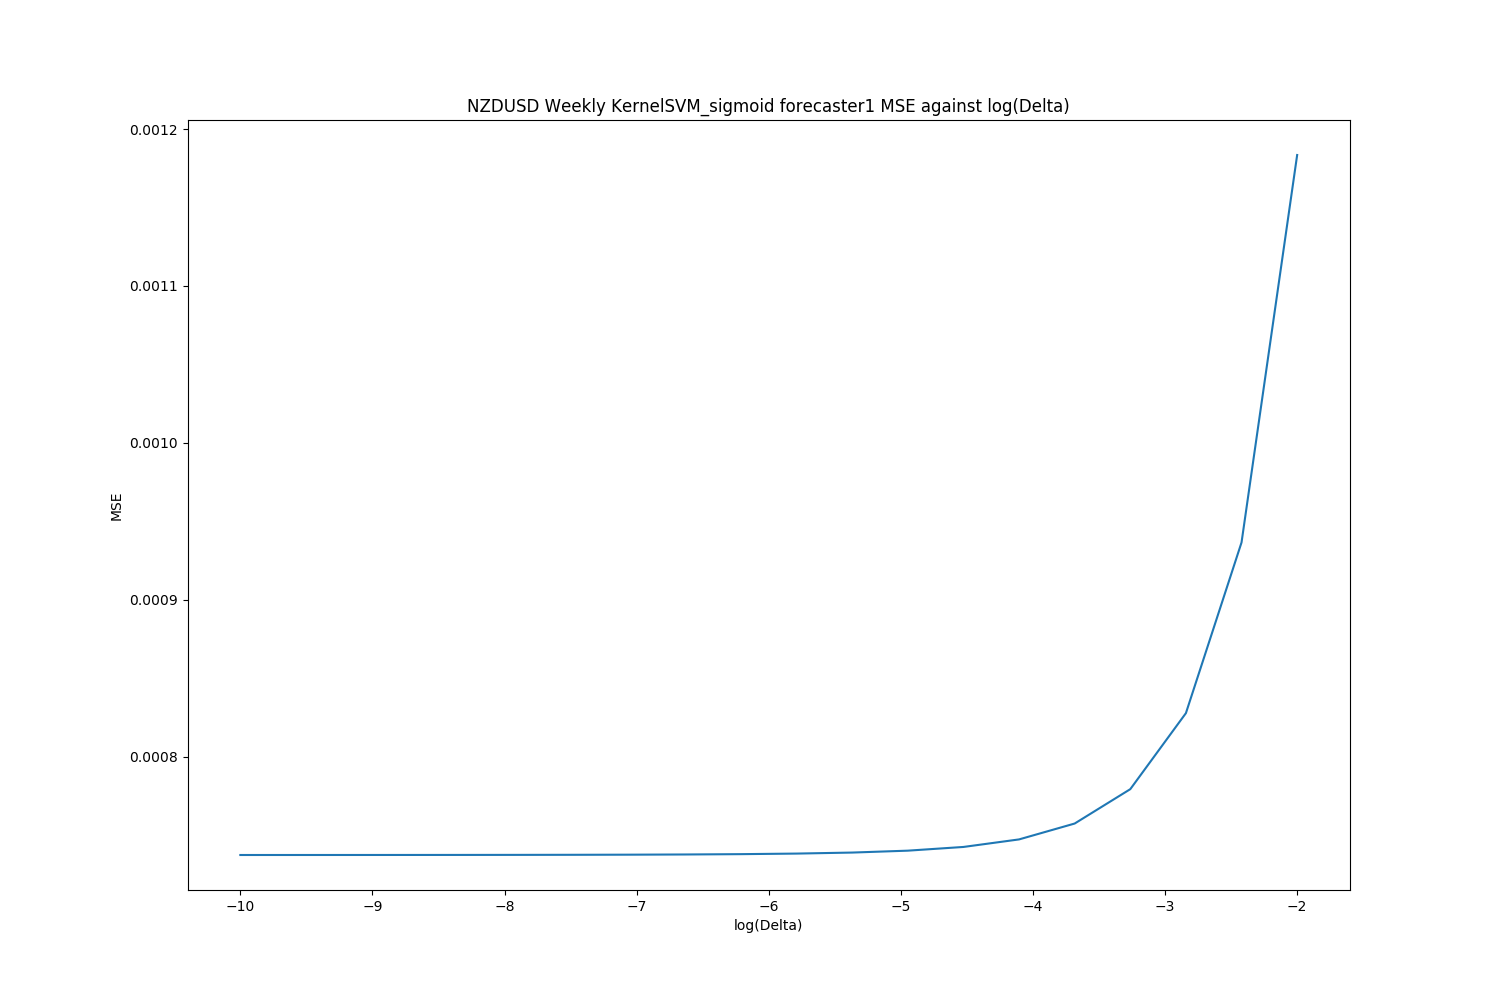 NZDUSD Weekly KernelSVM_sigmoid forecaster1 MSE against log(Delta)
0.0012
0.0011
0.0010
0.0009
0.0008
MSE
−10 −9 −8 −7 −6 −5 −4 −3 −2
log(Delta)